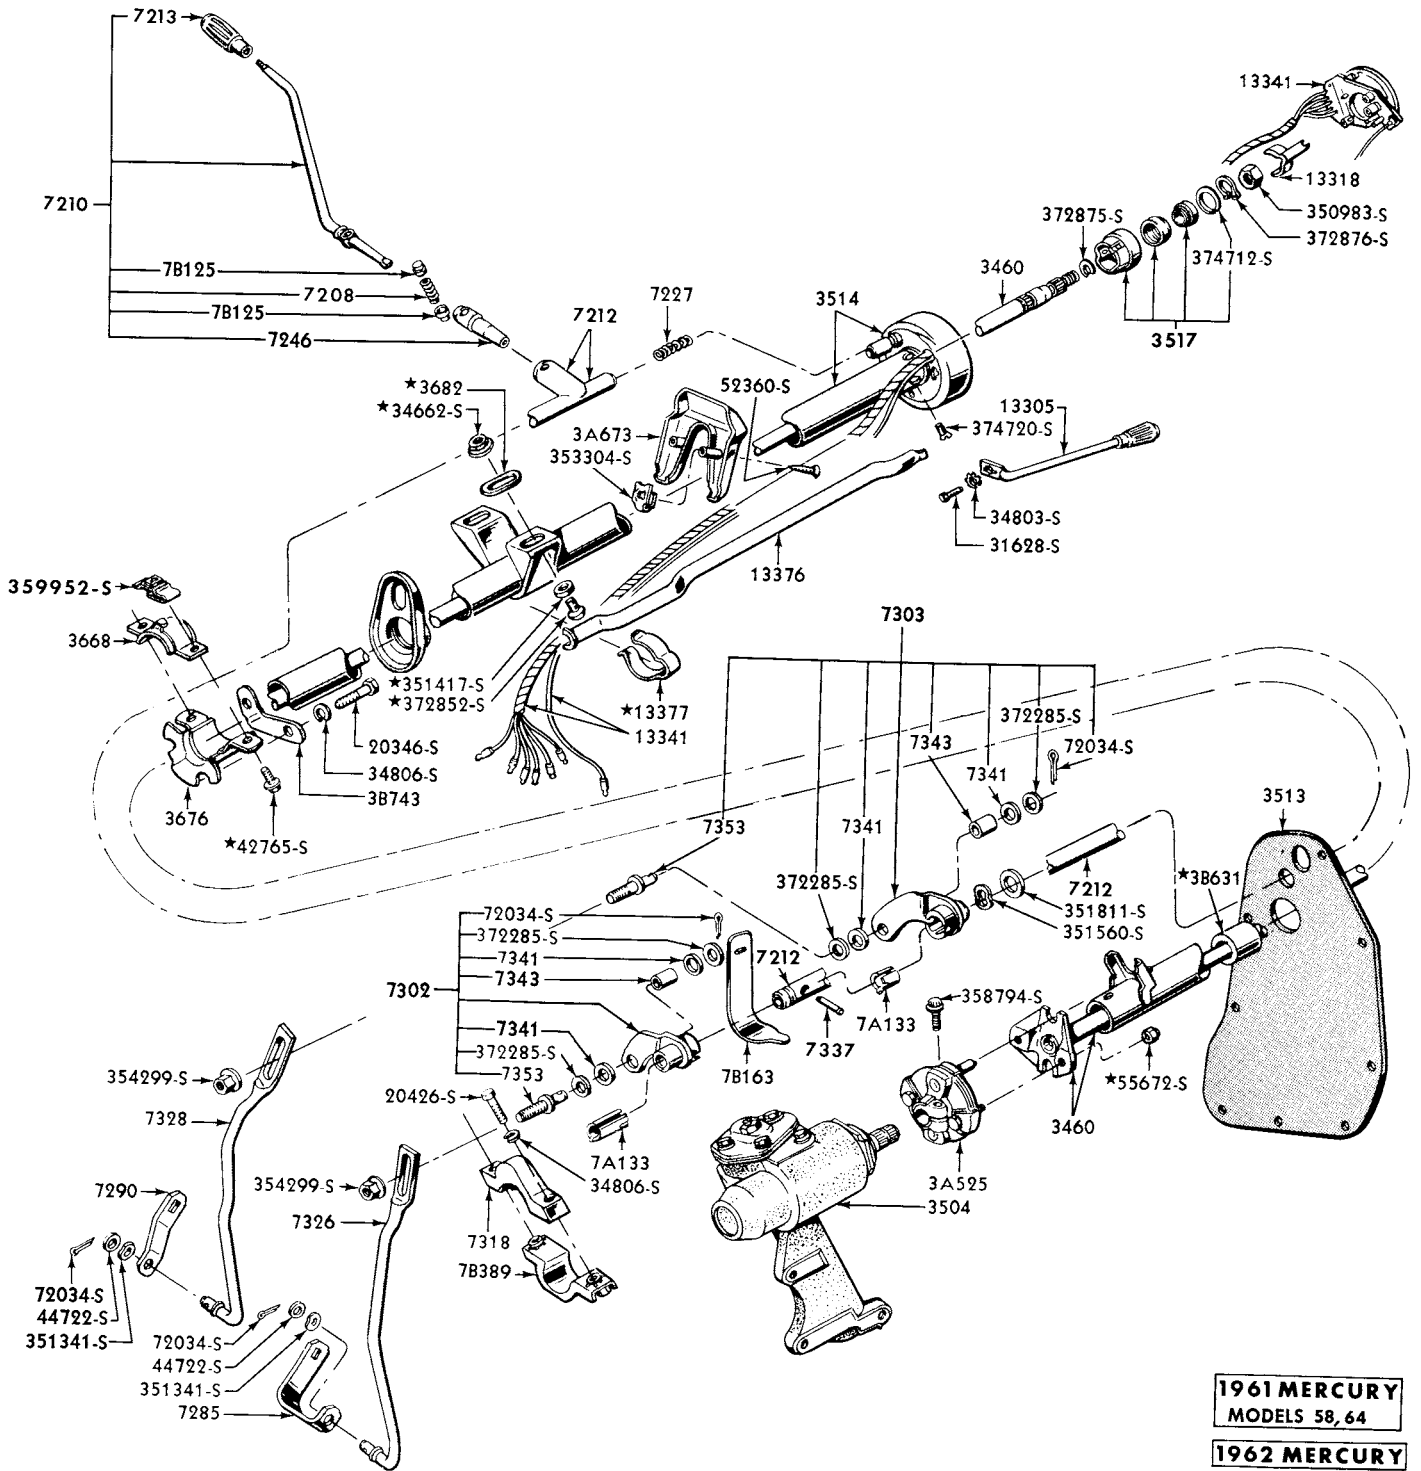 7213
13341
13318
7210
350983-S
372875-S
372876-S
374712-S
7B125
3460
7208
7227
3514
7B125
7212
7246
3517
★3682
52360-S
★34662-S
13305
3A673
374720-S
353304-S
34803-S
31628-S
13376
359952-S
7303
3668
★351417-S
★372852-S
★13377
372285-S
13341
20346-S
7343
72034-S
34806-S
7341
3B743
3513
3676
7353
7341
★42765-S
★3B631
372285-S
7212
72034-S
351811-S
372285-S
351560-S
7341
7212
7343
7302
358794-S
7A133
7341
7337
372285-S
7B163
354299-S
7353
★55672-S
20426-S
7328
3460
7A133
7290
354299-S
34806-S
3A525
7326
3504
7318
7B389
72034-S
44722-S
351341-S
72034-S
44722-S
351341-S
7285
1961 MERCURY
MODELS 58, 64
1962 MERCURY